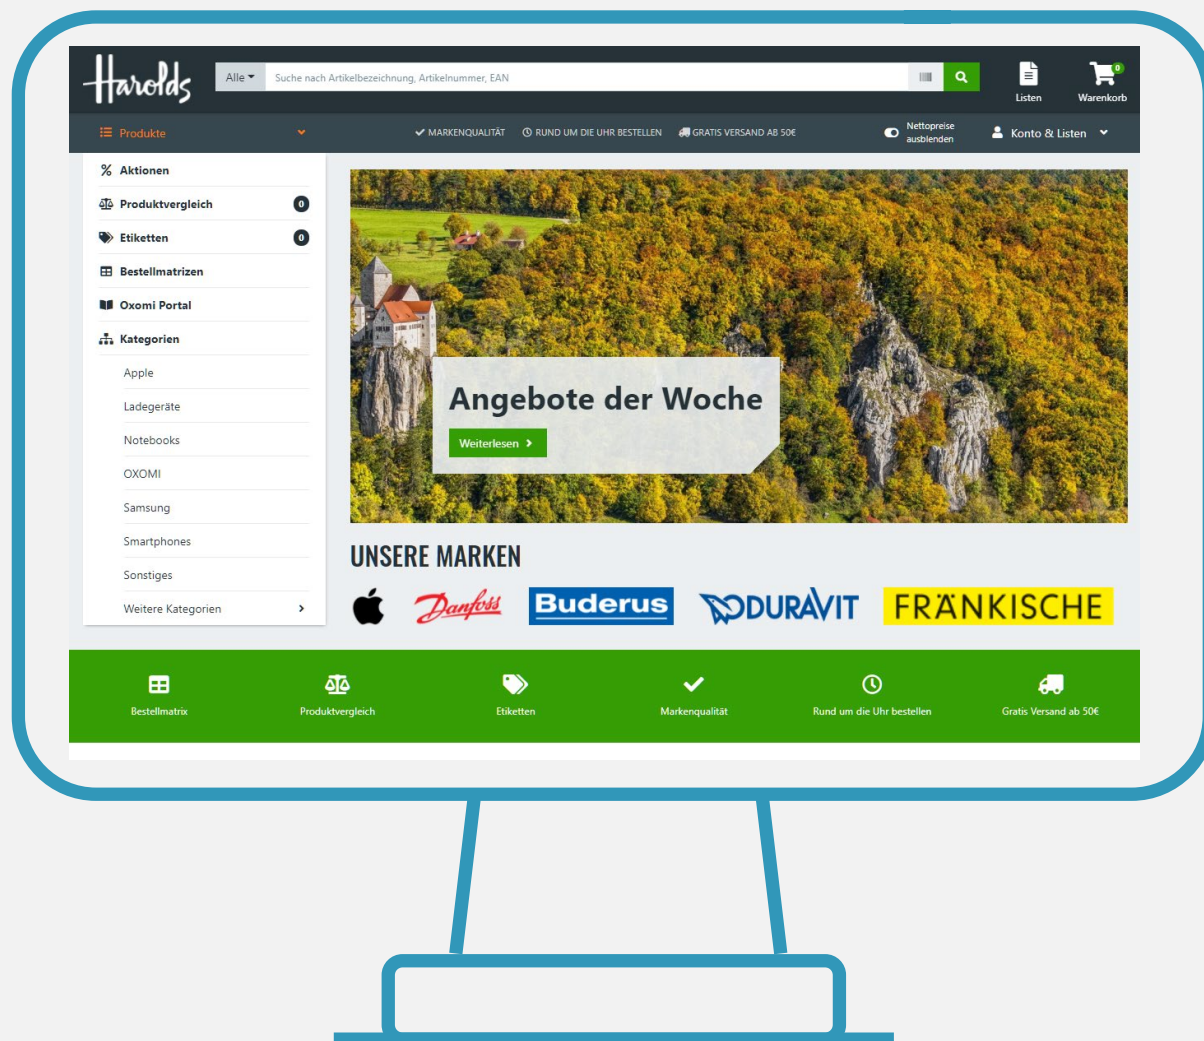 Harolds
Alle
Suche nach Artikelbezeichnung, Artikelnummer, EAN
Listen
0
Warenkorb
Produkte
MARKENQUALITÄT
RUND UM DIE UHR BESTELLEN
GRATIS VERSAND AB 50€
Nettopreise
ausblenden
Konto & Listen
% Aktionen
Produktvergleich 0
Etiketten 0
Bestellmatrizen
Oxomi Portal
Kategorien
Apple
Ladegeräte
Notebooks
OXOMI
Samsung
Smartphones
Sonstiges
Weitere Kategorien
Angebote der Woche
Weiterlesen
UNSERE MARKEN
Danfoss
Buderus
DURAVIT
FRÄNKISCHE
Bestellmatrix
Produktvergleich
Etiketten
Markenqualität
Rund um die Uhr bestellen
Gratis Versand ab 50€